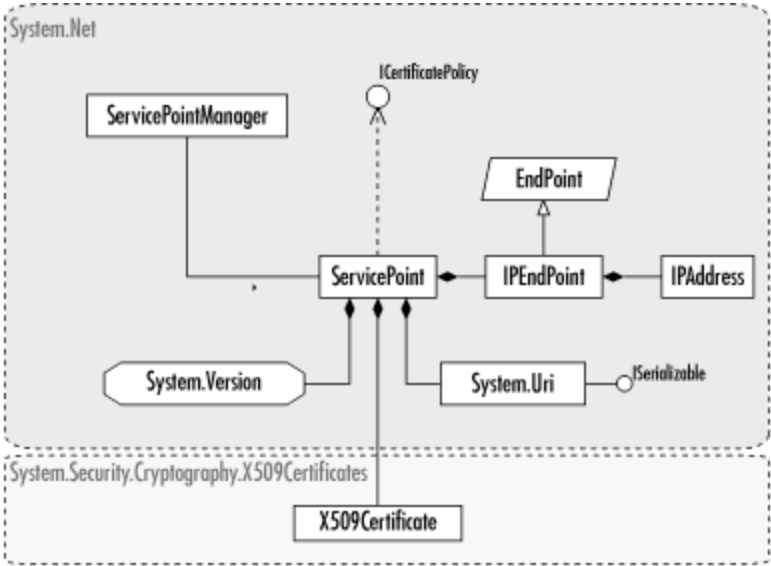 System.Net
ICertificatePolicy
ServicePointManager
EndPoint
ServicePoint
IPEndPoint
IPAddress
System.Version
System.Uri
ISerializable
System.Security.Cryptography.X509Certificates
X509Certificate